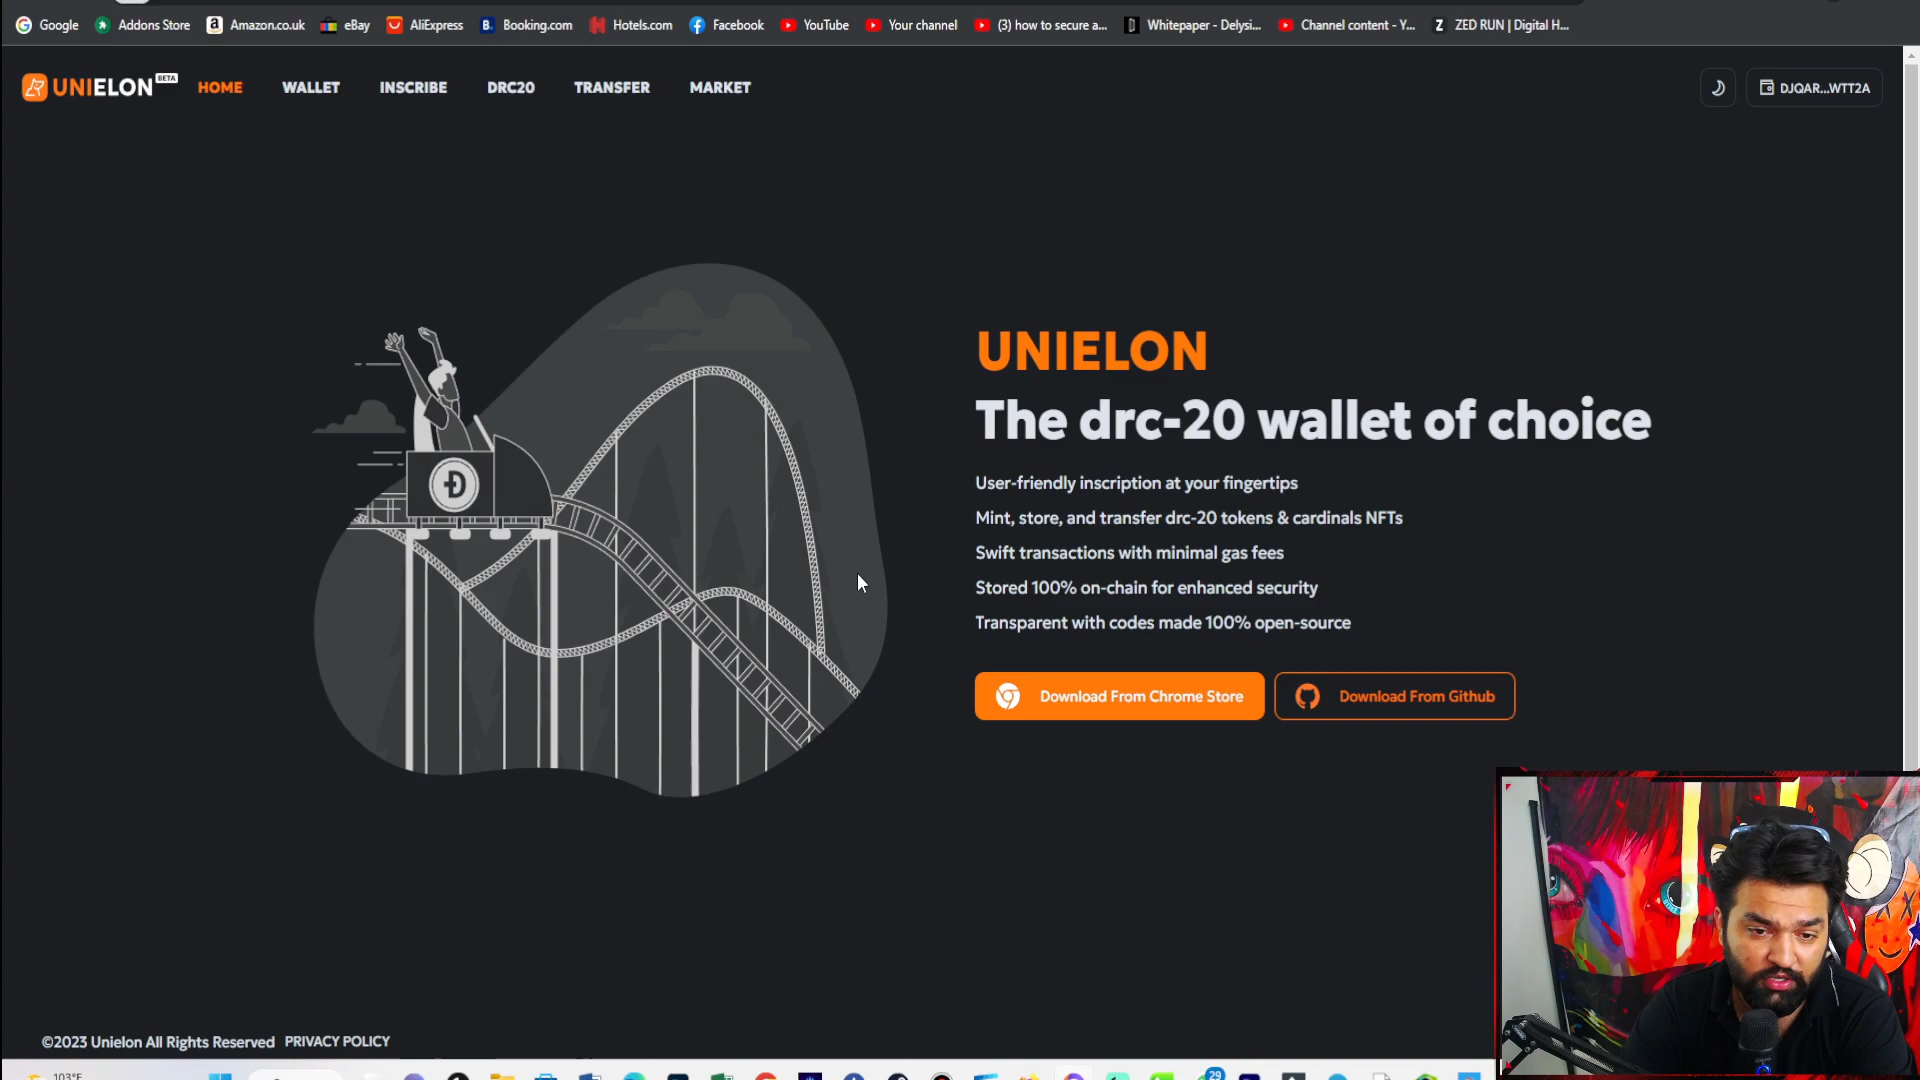 Google Addons Store Amazon.co.uk eBay AliExpress Booking.com Hotels.com Facebook YouTube Your channel (3) how to secure a... Whitepaper - Delysi... Channel content - Y... ZED RUN | Digital H...
UNIELON BETA HOME WALLET INSCRIBE DRC20 TRANSFER MARKET DJQAR...WTT2A
UNIELON
The drc-20 wallet of choice
User-friendly inscription at your fingertips
Mint, store, and transfer drc-20 tokens & cardinals NFTs
Swift transactions with minimal gas fees
Stored 100% on-chain for enhanced security
Transparent with codes made 100% open-source
Download From Chrome Store Download From Github
©2023 Unielon All Rights Reserved PRIVACY POLICY
103°F 29